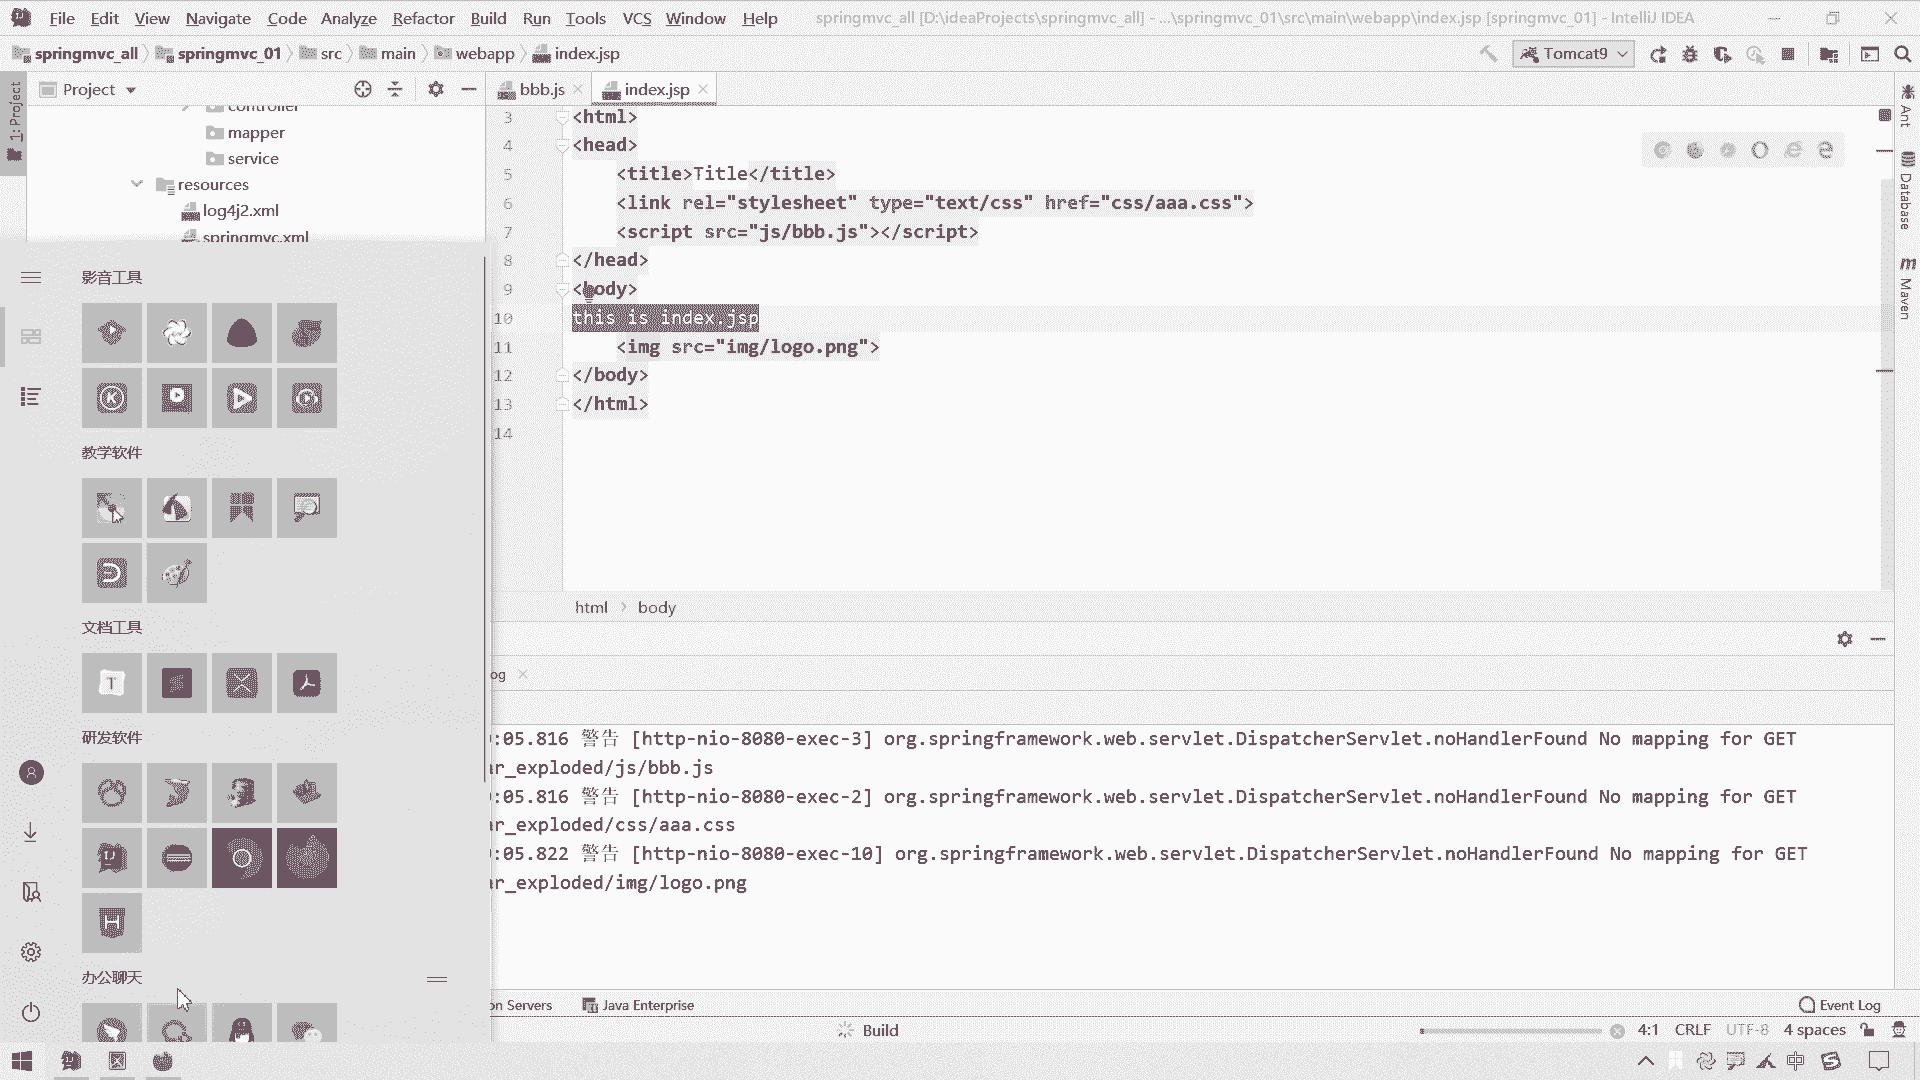 File Edit View Navigate Code Analyze Refactor Build Run Tools VCS Window Help springmvc_all [D:\ideaProjects\springmvc_all] - ...\springmvc_01\src\main\webapp\index.jsp [springmvc_01] - IntelliJ IDEA
springmvc_all springmvc_01 src main webapp index.jsp Tomcat9
1: Project
Project
controller
mapper
service
resources
log4j2.xml
springmvc.xml
bbb.js index.jsp
3 <html>
4 <head>
5 <title>Title</title>
6 <link rel="stylesheet" type="text/css" href="css/aaa.css">
7 <script src="js/bbb.js"></script>
8 </head>
9 <body>
10 this is index.jsp
11 <img src="img/logo.png">
12 </body>
13 </html>
14
html body
Ant
Database
Maven
影音工具
教学软件
文档工具
研发软件
办公聊天
og
:05.816 警告 [http-nio-8080-exec-3] org.springframework.web.servlet.DispatcherServlet.noHandlerFound No mapping for GET
ar_exploded/js/bbb.js
:05.816 警告 [http-nio-8080-exec-2] org.springframework.web.servlet.DispatcherServlet.noHandlerFound No mapping for GET
ar_exploded/css/aaa.css
:05.822 警告 [http-nio-8080-exec-10] org.springframework.web.servlet.DispatcherServlet.noHandlerFound No mapping for GET
ar_exploded/img/logo.png
on Servers Java Enterprise Event Log
Build 4:1 CRLF UTF-8 4 spaces
中